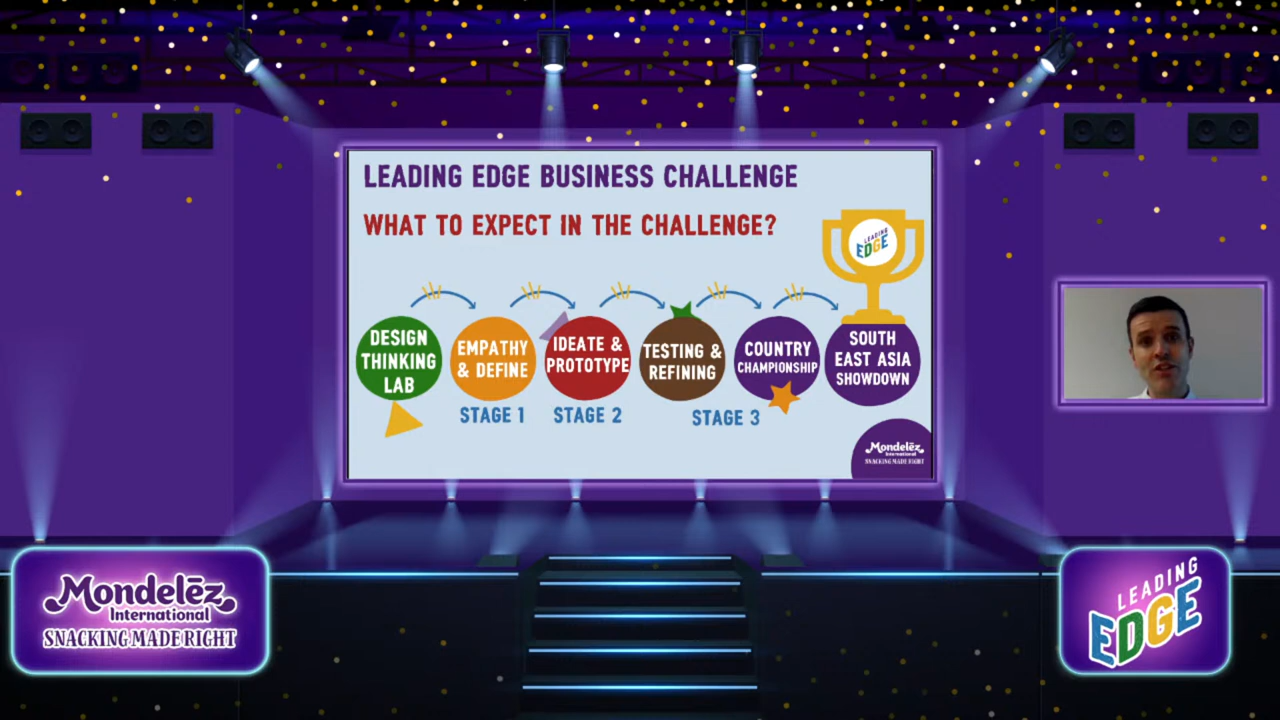 LEADING EDGE BUSINESS CHALLENGE
WHAT TO EXPECT IN THE CHALLENGE?
LEADING
EDGE
DESIGN
THINKING
LAB
EMPATHY
& DEFINE
IDEATE &
PROTOTYPE
TESTING &
REFINING
COUNTRY
CHAMPIONSHIP
SOUTH
EAST ASIA
SHOWDOWN
STAGE 1
STAGE 2
STAGE 3
Mondelēz
International
SNACKING MADE RIGHT
Mondelēz
International
SNACKING MADE RIGHT
LEADING
EDGE